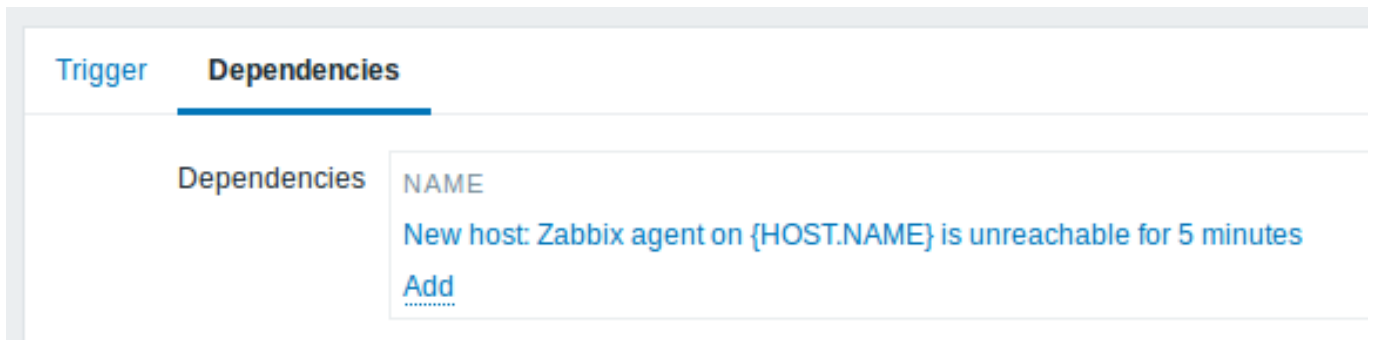 Trigger Dependencies
Dependencies NAME
New host: Zabbix agent on {HOST.NAME} is unreachable for 5 minutes
Add